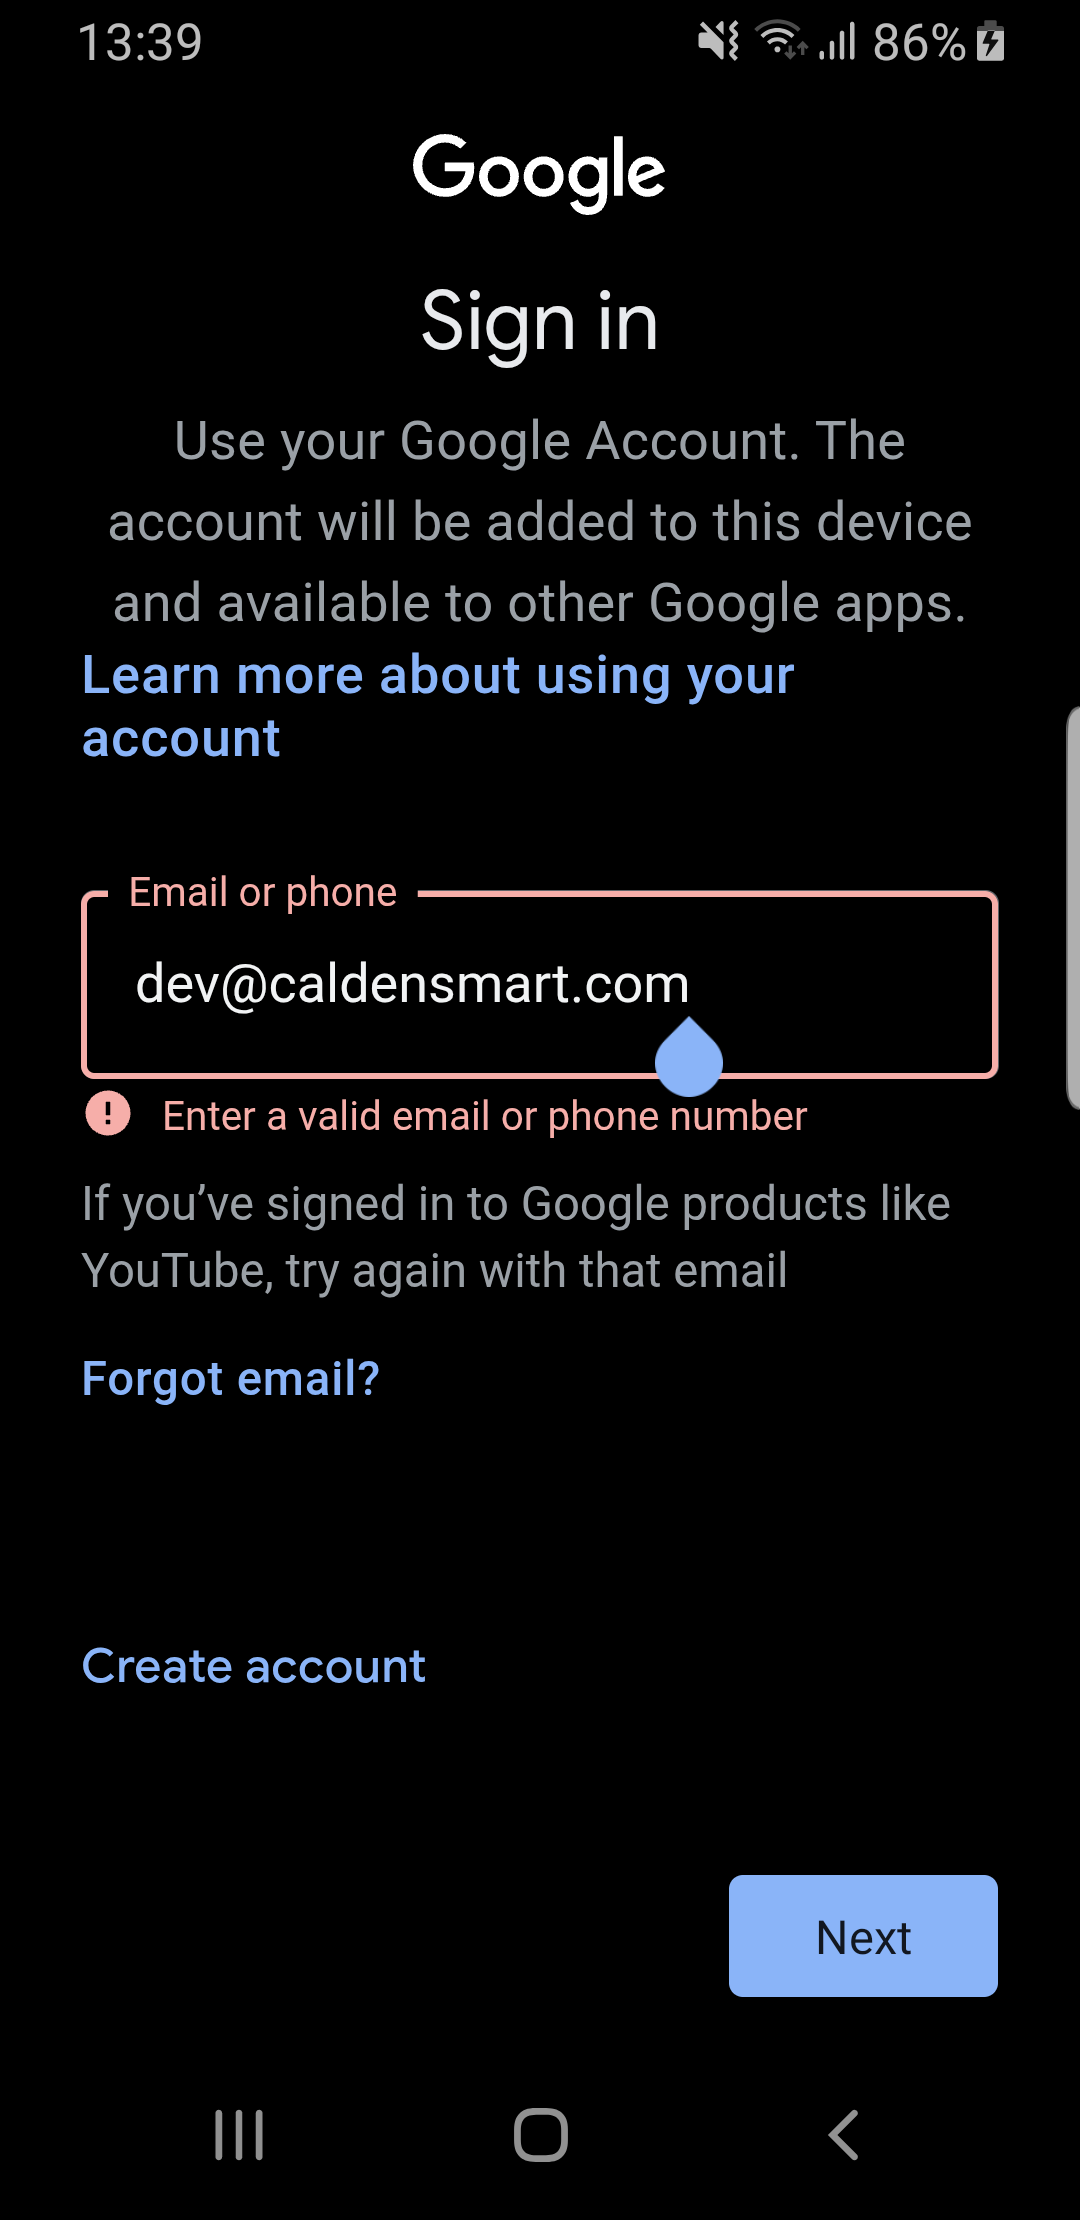 13:39
86%
Google
Sign in
Use your Google Account. The
account will be added to this device
and available to other Google apps.
Learn more about using your
account
Email or phone
dev@caldensmart.com
Enter a valid email or phone number
If you’ve signed in to Google products like
YouTube, try again with that email
Forgot email?
Create account
Next